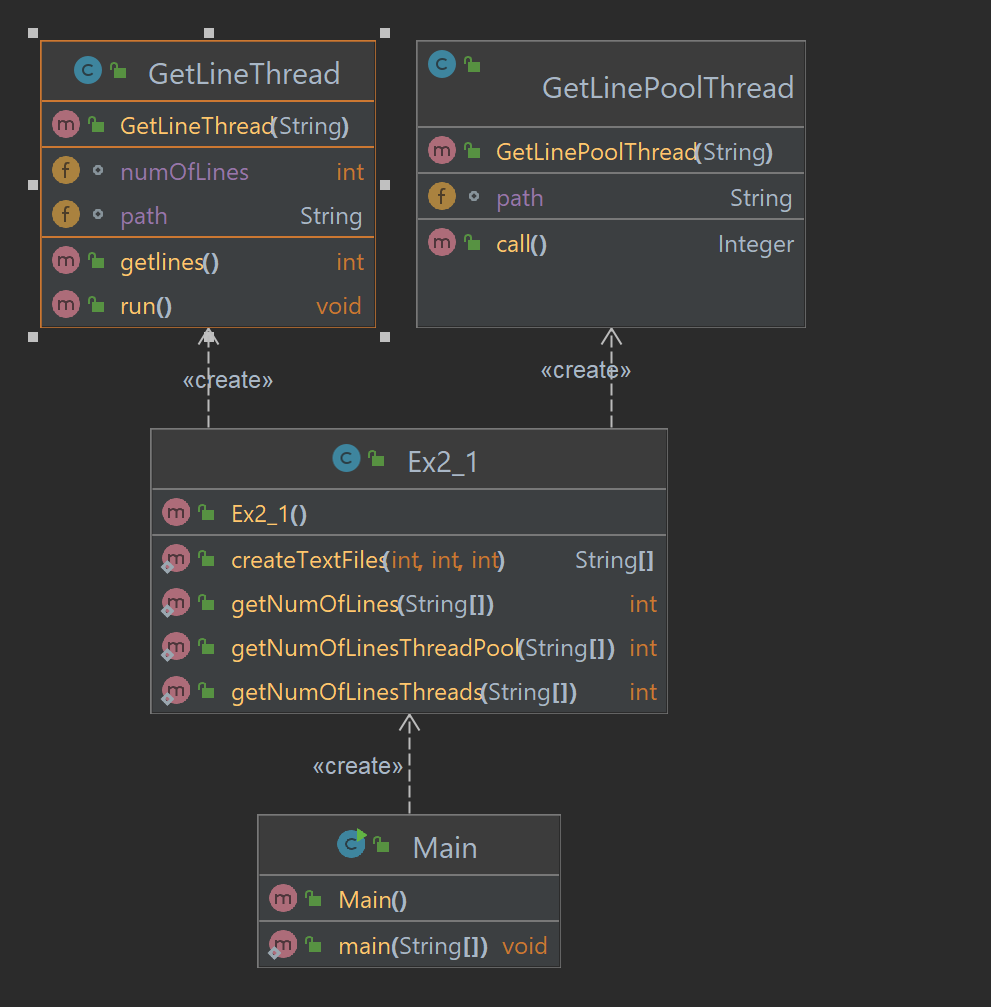 GetLineThread
GetLineThread(String)
numOfLines int
path String
getlines() int
run() void
GetLinePoolThread
GetLinePoolThread(String)
path String
call() Integer
«create»
«create»
Ex2_1
Ex2_1()
createTextFiles(int, int, int) String[]
getNumOfLines(String[]) int
getNumOfLinesThreadPool(String[]) int
getNumOfLinesThreads(String[]) int
«create»
Main
Main()
main(String[]) void